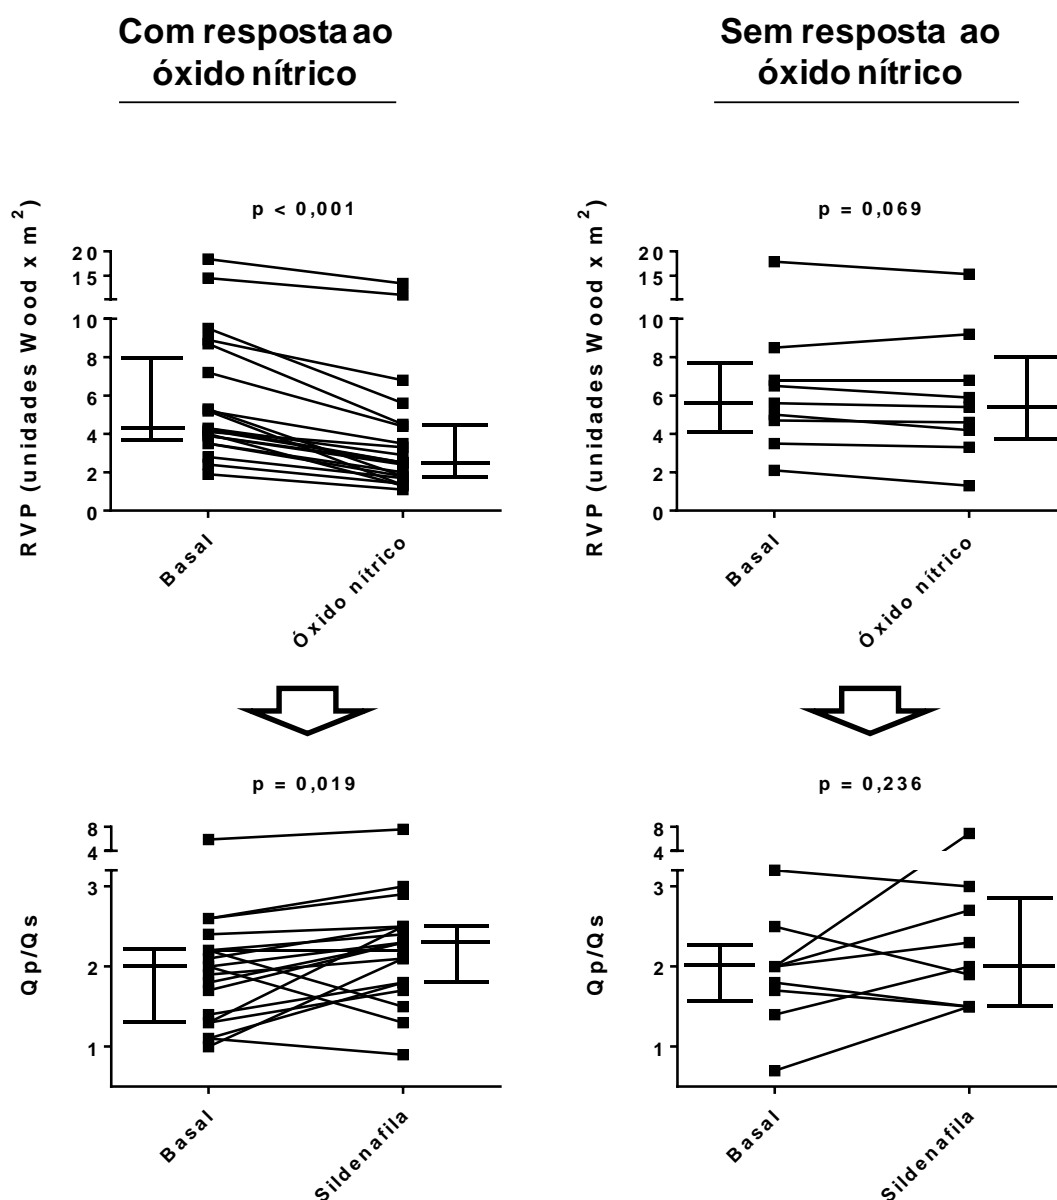 Com resposta ao
óxido nítrico
Sem resposta ao
óxido nítrico
p < 0,001
RVP (unidades Wood x m²)
20
15
10
8
6
4
2
0
Basal
Óxido nítrico
p = 0,069
RVP (unidades Wood x m²)
20
15
10
8
6
4
2
0
Basal
Óxido nítrico
p = 0,019
Qp/Qs
8
4
3
2
1
Basal
Sildenafila
p = 0,236
Qp/Qs
8
4
3
2
1
Basal
Sildenafila